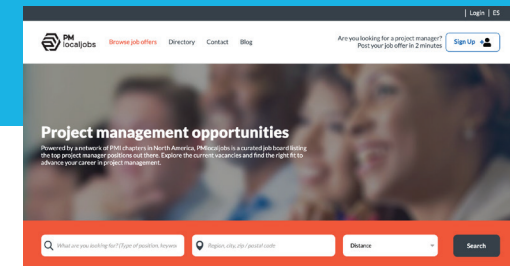 | Login | ES
PM
localjobs
Browse job offers Directory Contact Blog
Are you looking for a project manager?
Post your job offer in 2 minutes
Sign Up
Project management opportunities
Powered by a network of PMI chapters in North America, PMlocaljobs is a curated job board listing
the top project manager positions out there. Explore the current vacancies and find the right fit to
advance your career in project management.
What are you looking for? (Type of position, keywor
Region, city, zip / postal code
Distance
Search